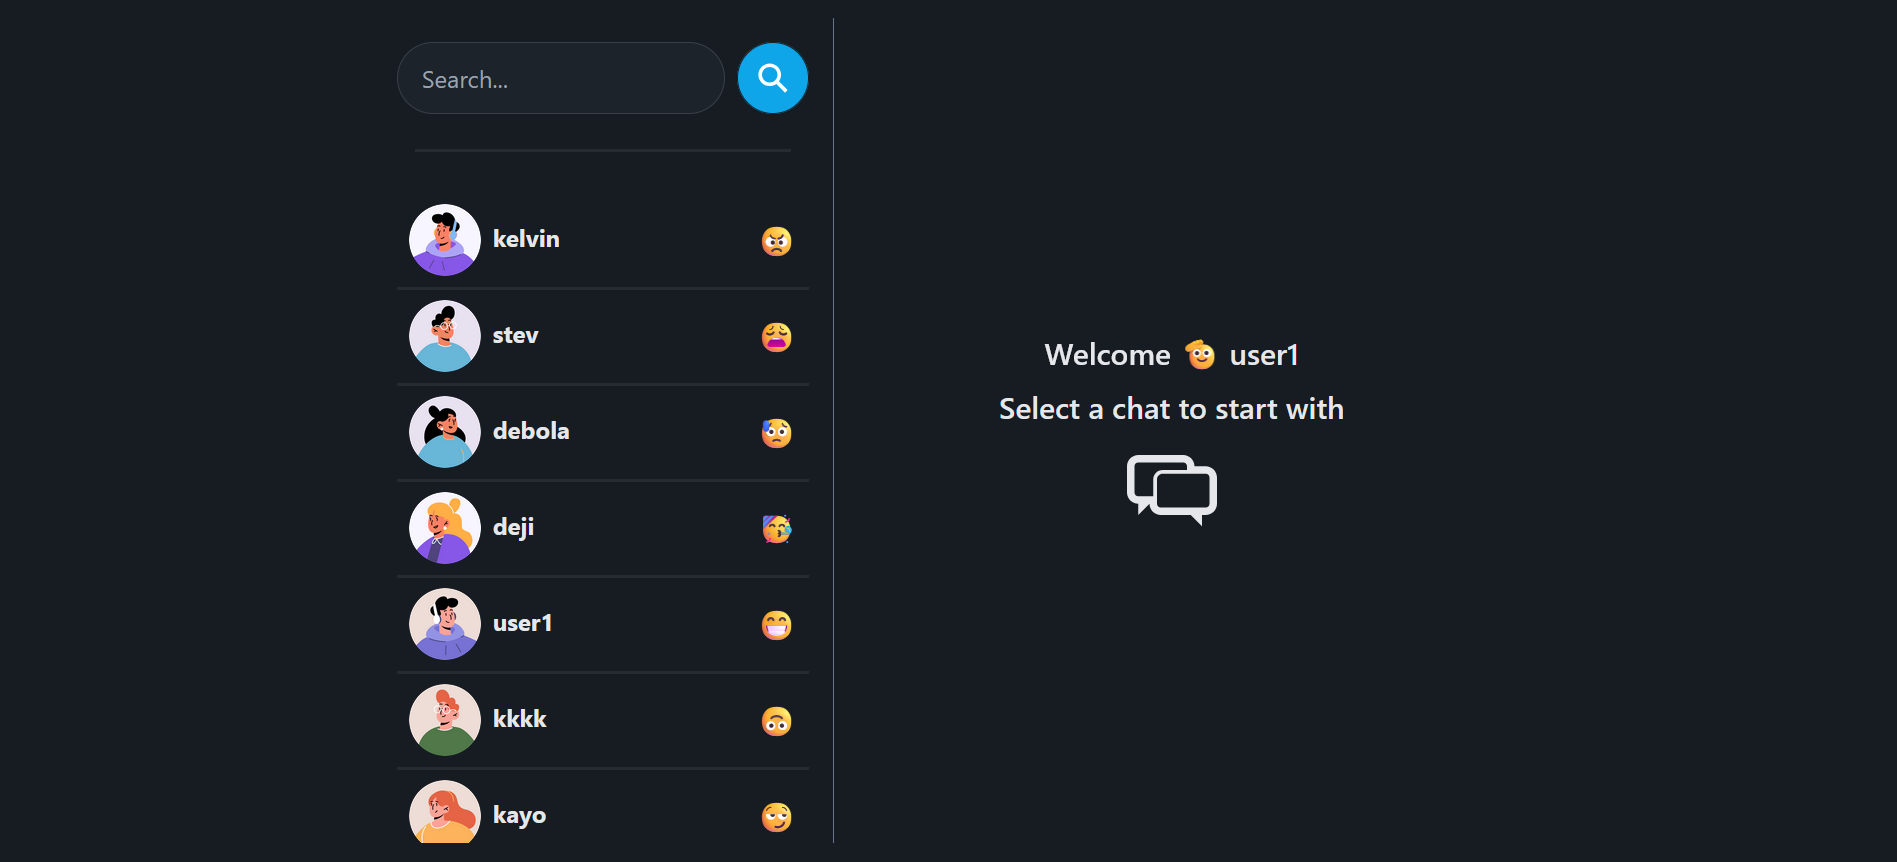 Search...
kelvin
stev
debola
deji
user1
kkkk
kayo
Welcome 🫡 user1
Select a chat to start with